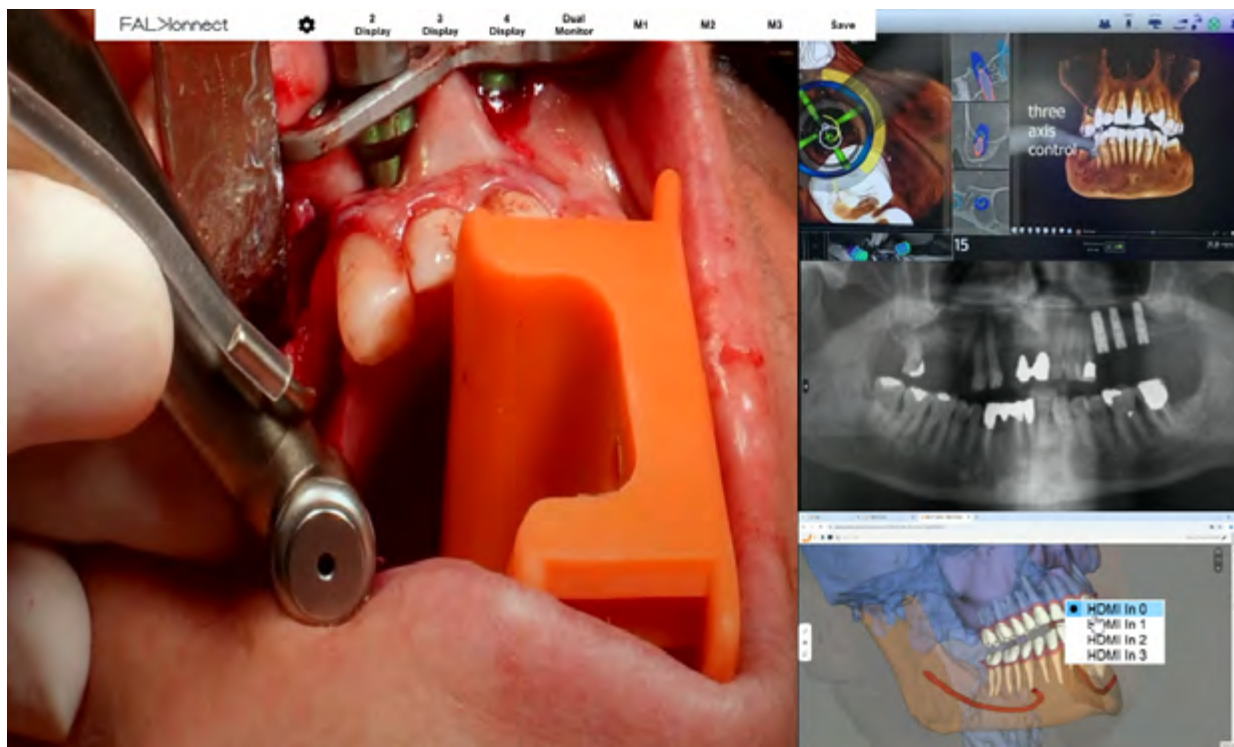 FALKonnect
2 Display
3 Display
4 Display
Dual Monitor
M1
M2
M3
Save
three
axis
control
15
HDMI In 0
HDMI In 1
HDMI In 2
HDMI In 3